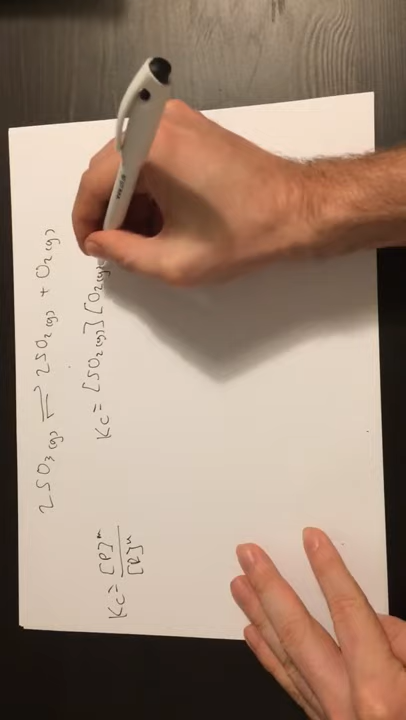 2SO₃(g) ⇌ 2SO₂(g) + O₂(g)
Kc = [P]ⁿ / [R]ⁿ
Kc = [SO₂(g)] [O₂(g)